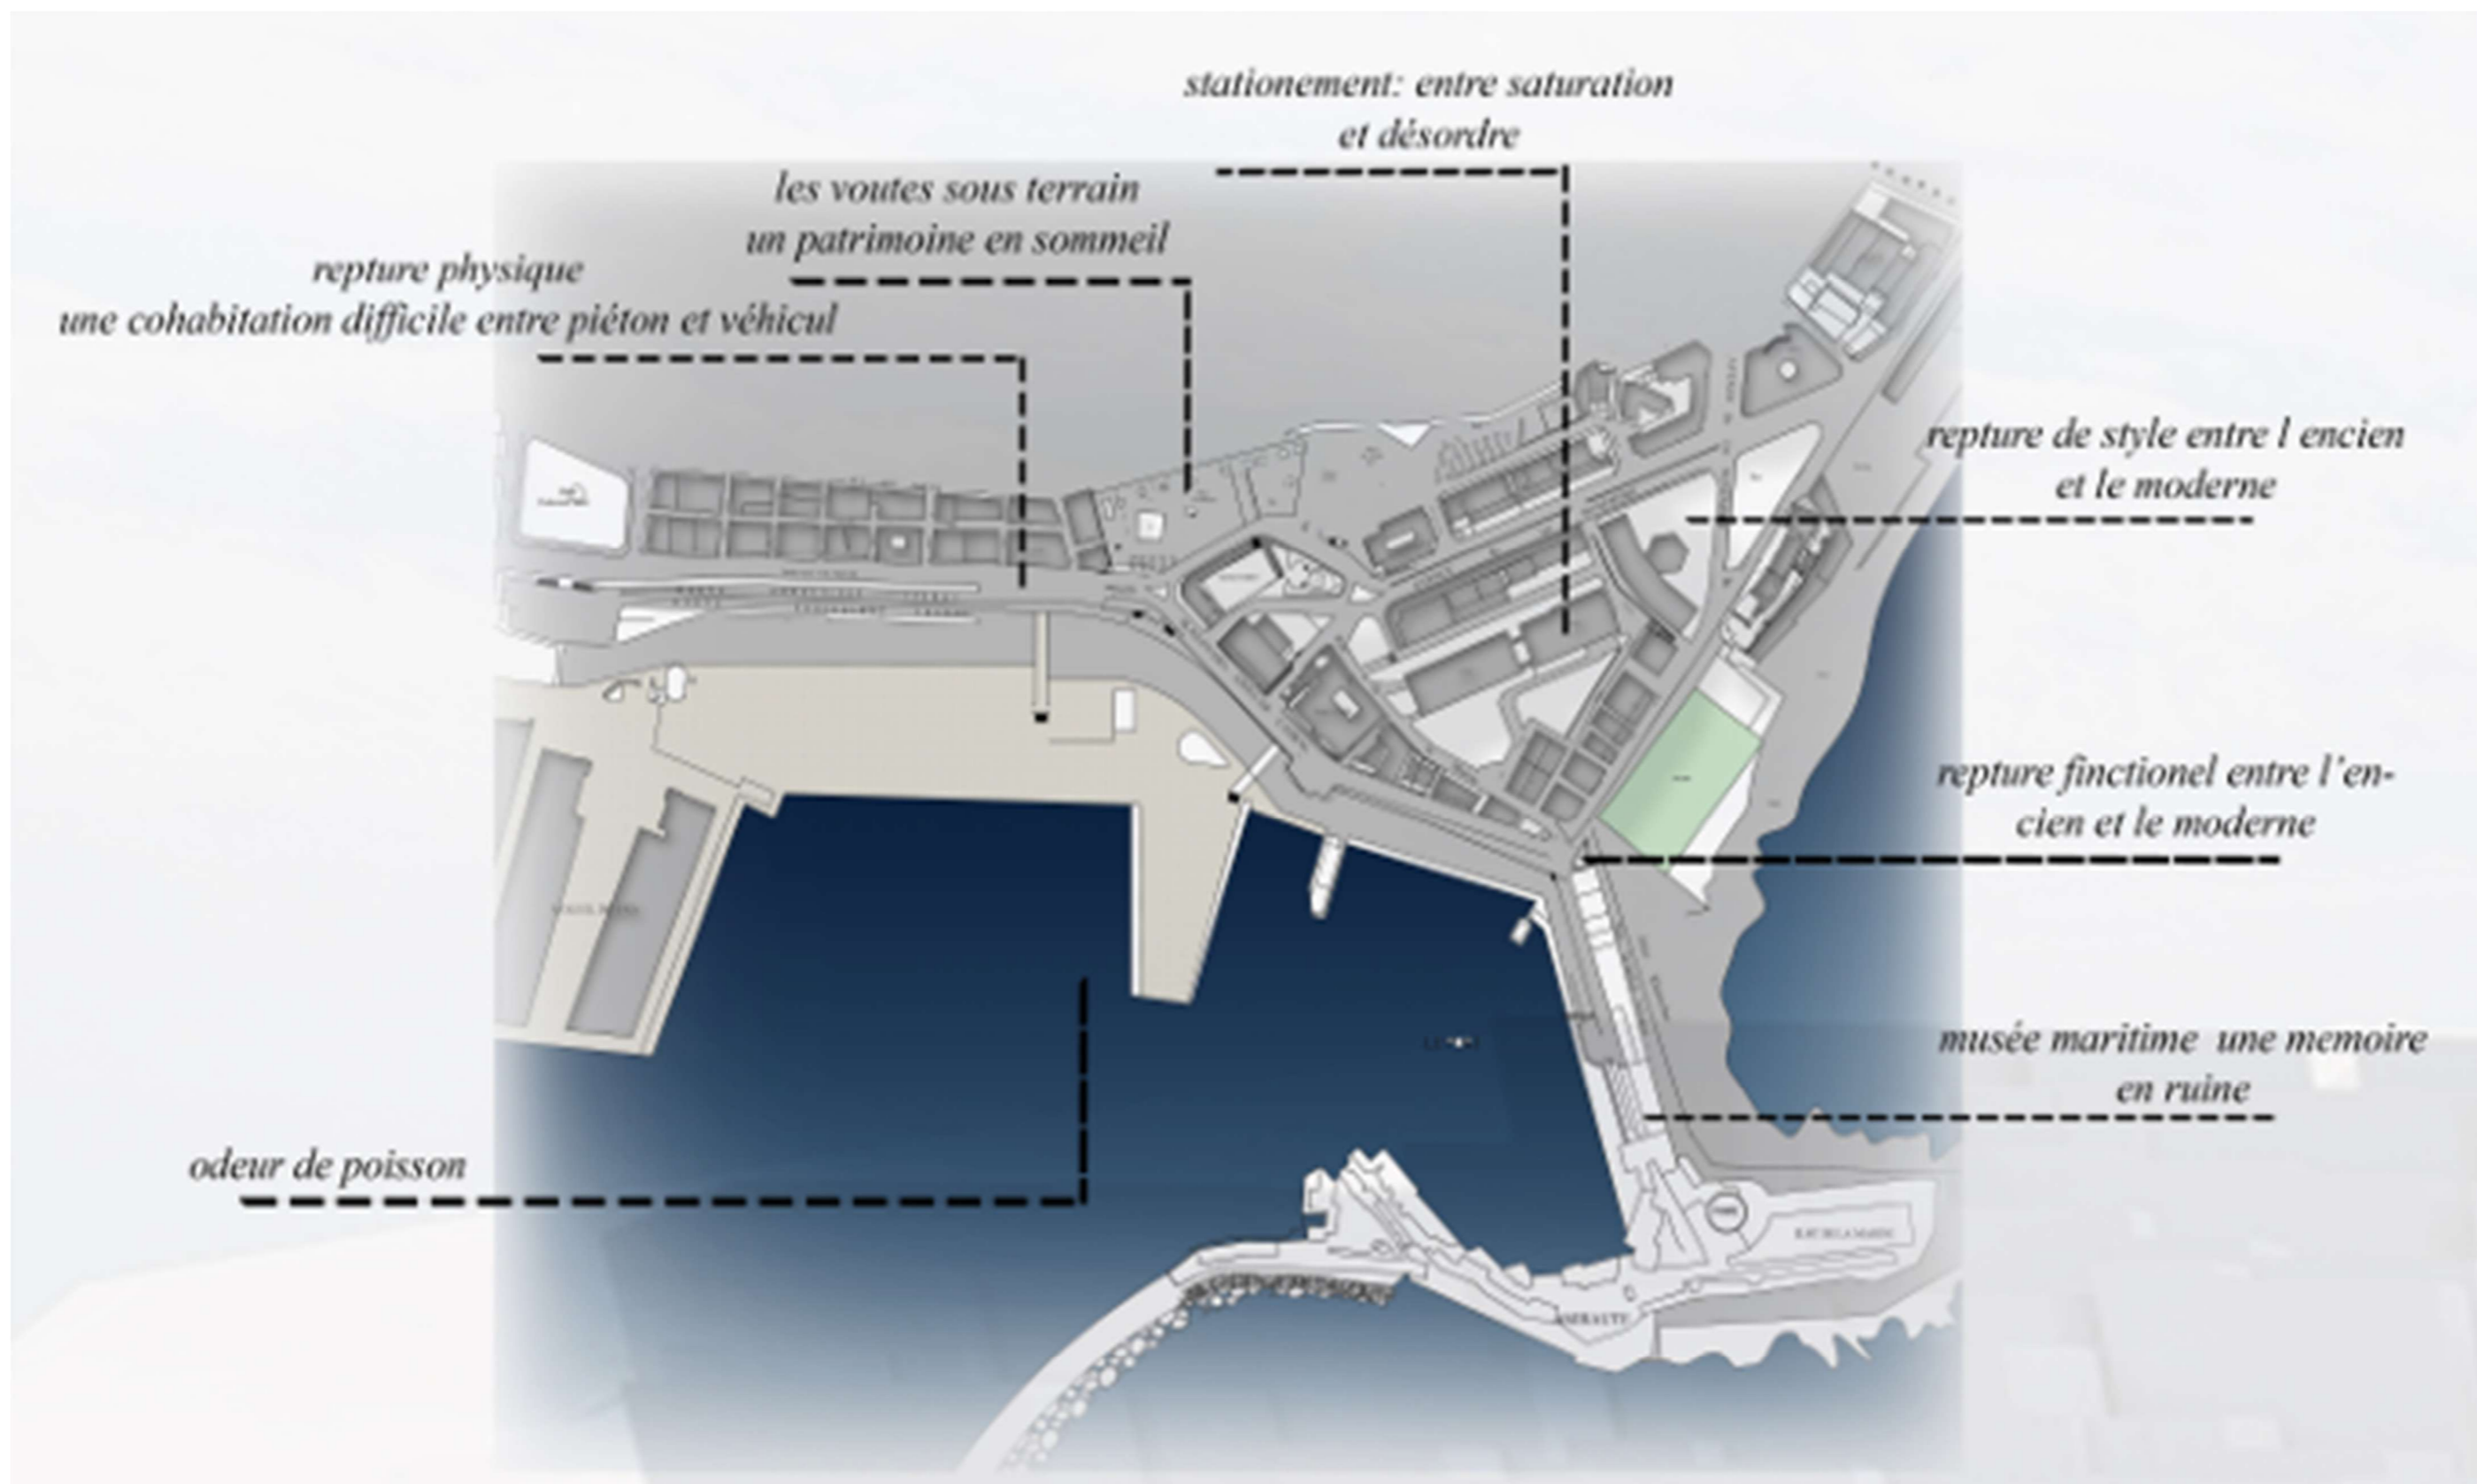 stationement: entre saturation
et désordre
les voutes sous terrain
un patrimoine en sommeil
repture physique
une cohabitation difficile entre piéton et véhicul
repture de style entre l encien
et le moderne
repture finctionel entre l'en-
cien et le moderne
musée maritime une memoire
en ruine
odeur de poisson